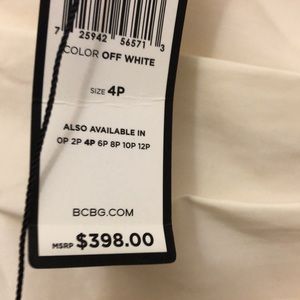 7 25942 56571 3
COLOR OFF WHITE
SIZE 4P
ALSO AVAILABLE IN
0P 2P 4P 6P 8P 10P 12P
BCBG.COM
MSRP $398.00